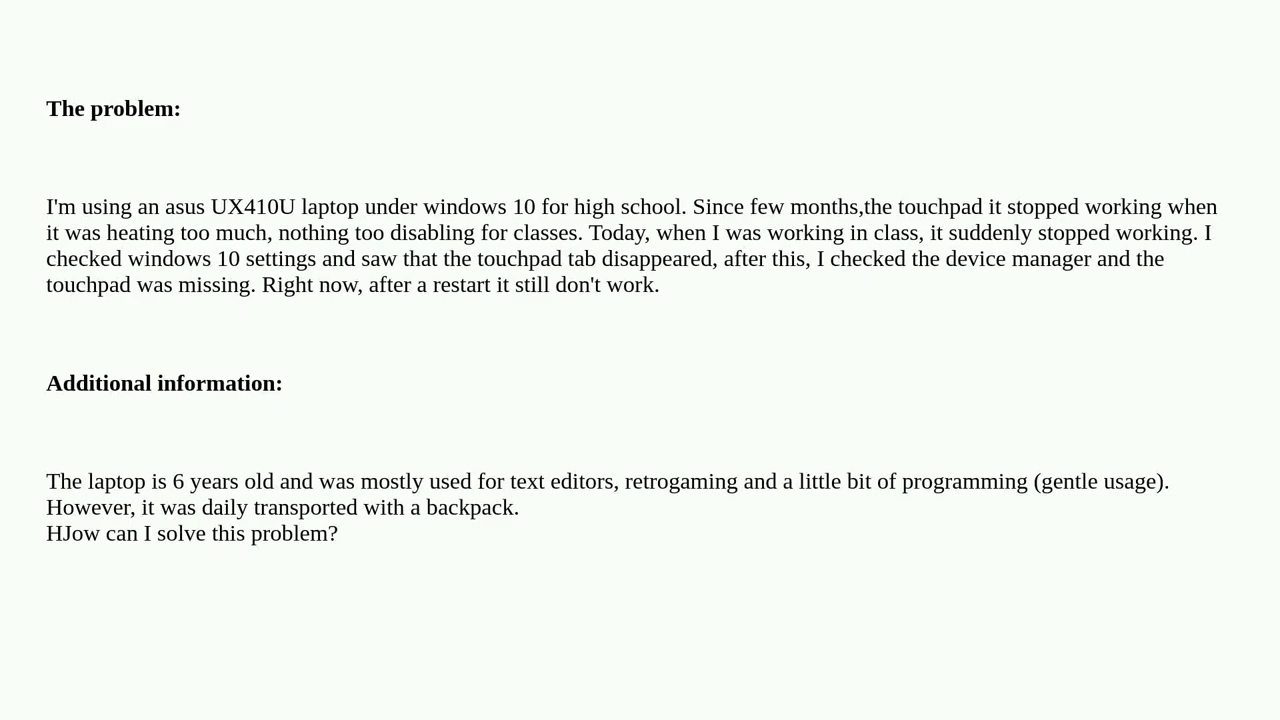 The problem:
I'm using an asus UX410U laptop under windows 10 for high school. Since few months,the touchpad it stopped working when
it was heating too much, nothing too disabling for classes. Today, when I was working in class, it suddenly stopped working. I
checked windows 10 settings and saw that the touchpad tab disappeared, after this, I checked the device manager and the
touchpad was missing. Right now, after a restart it still don't work.
Additional information:
The laptop is 6 years old and was mostly used for text editors, retrogaming and a little bit of programming (gentle usage).
However, it was daily transported with a backpack.
HJow can I solve this problem?